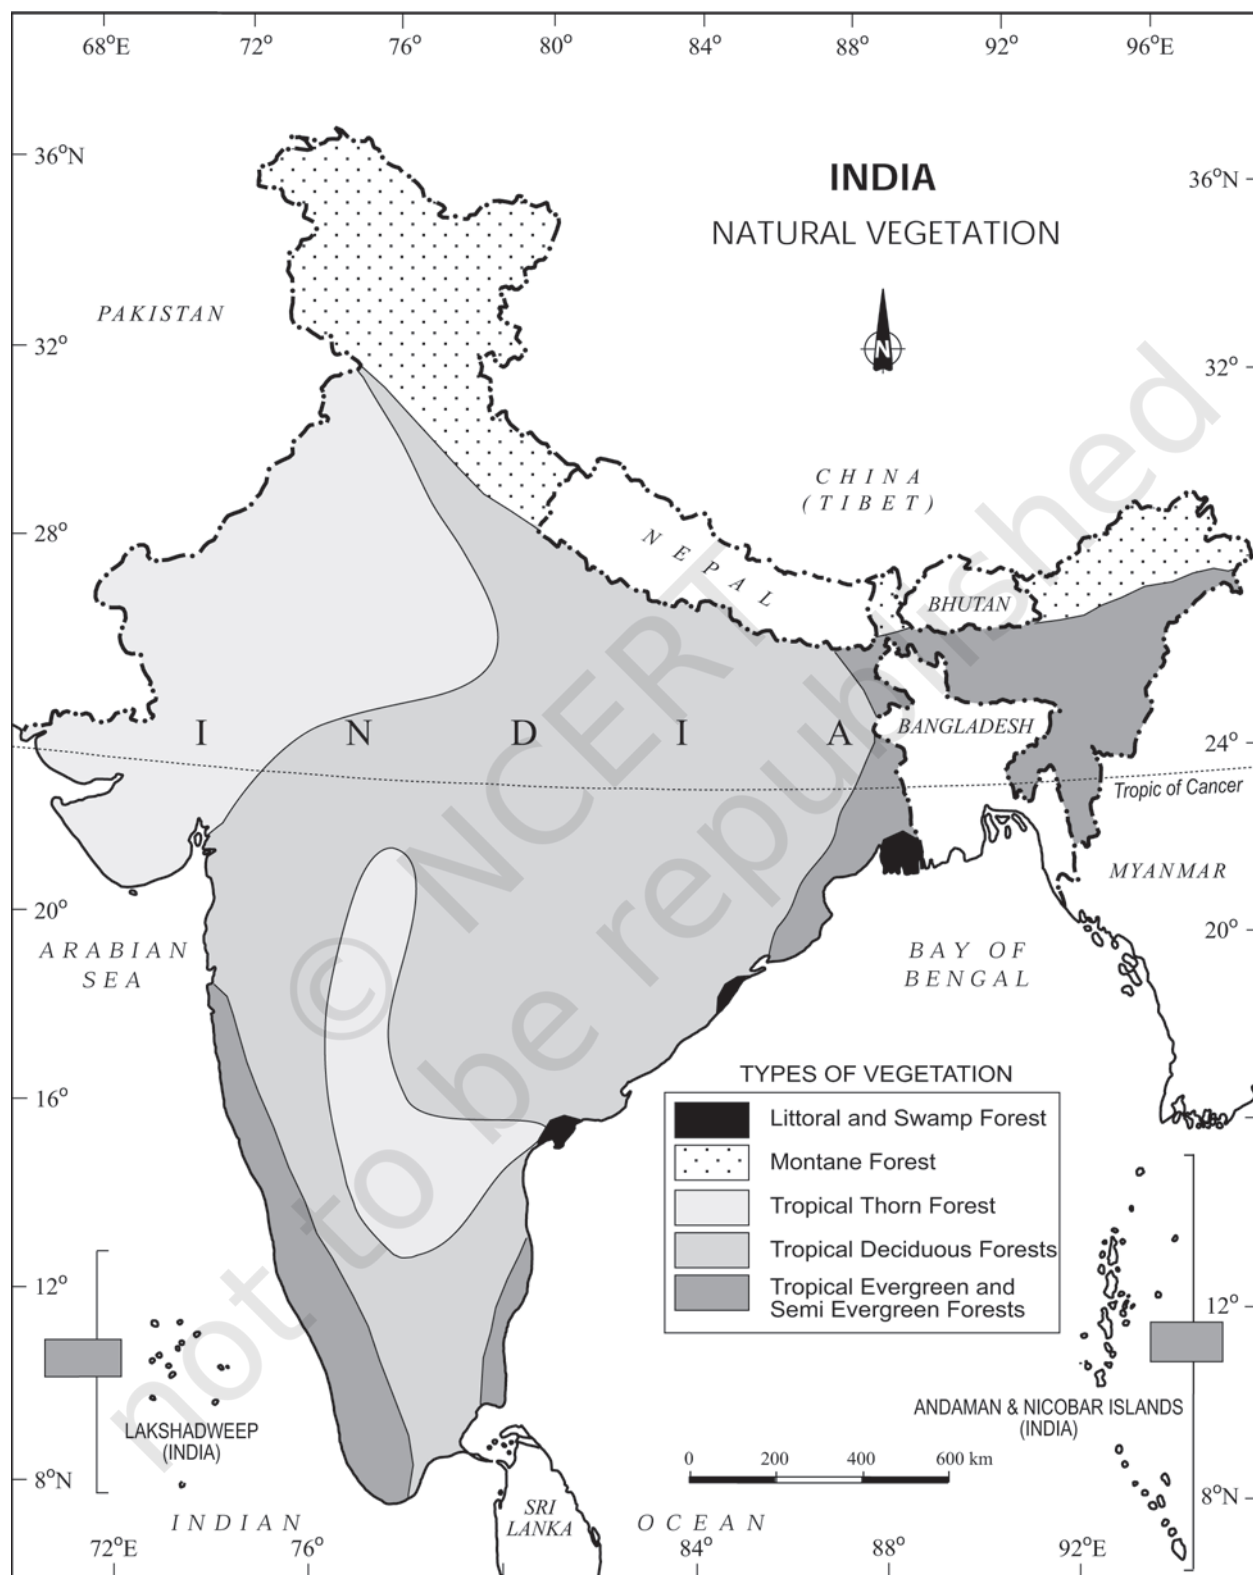 68°E 72° 76° 80° 84° 88° 92° 96°E
36°N
36°N
INDIA
NATURAL VEGETATION
N
PAKISTAN
32°
32°
CHINA
(TIBET)
28°
NEPAL
BHUTAN
INDIA
BANGLADESH
24°
Tropic of Cancer
MYANMAR
20°
20°
ARABIAN
SEA
BAY OF
BENGAL
© NCERT
not to be republished
16°
TYPES OF VEGETATION
Littoral and Swamp Forest
Montane Forest
Tropical Thorn Forest
Tropical Deciduous Forests
Tropical Evergreen and
Semi Evergreen Forests
12°
12°
LAKSHADWEEP
(INDIA)
ANDAMAN & NICOBAR ISLANDS
(INDIA)
0 200 400 600 km
8°N
8°N
SRI
LANKA
INDIAN OCEAN
72°E 76° 84° 88° 92°E